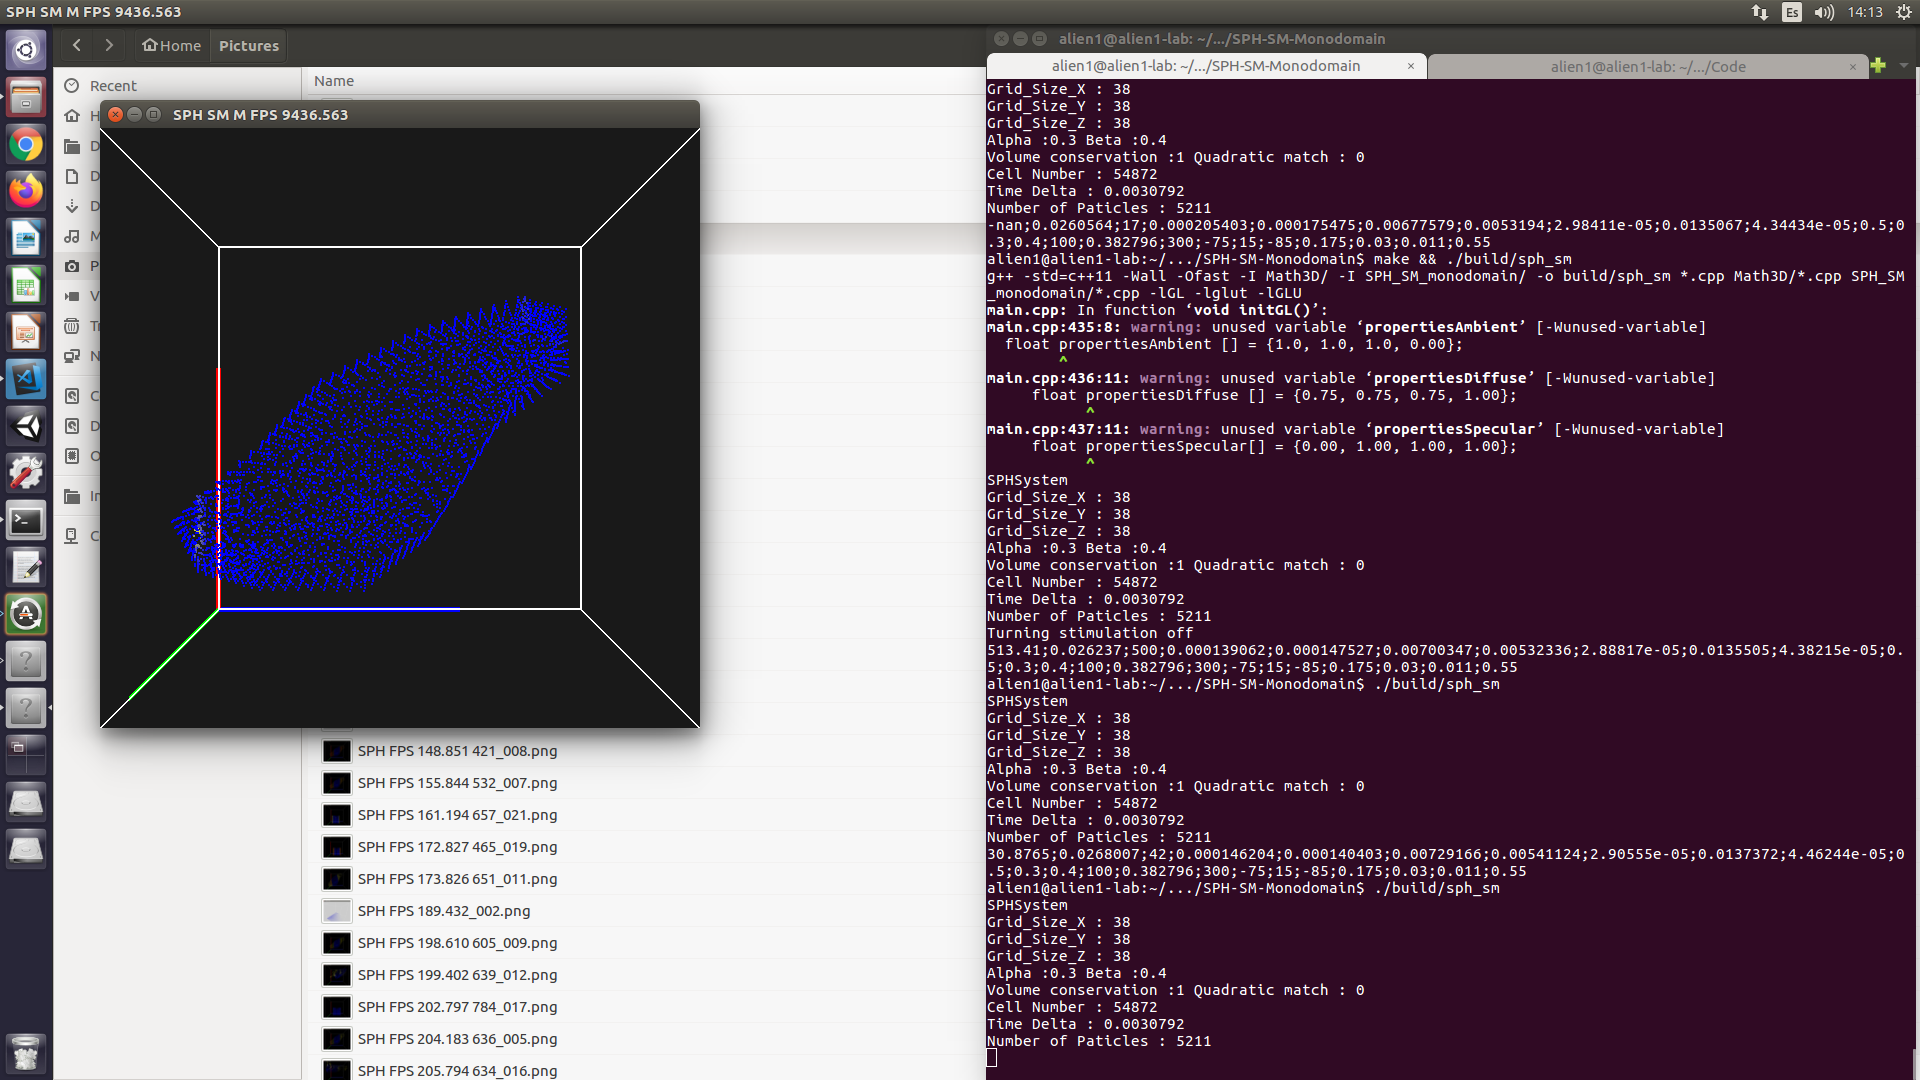 SPH SM M FPS 9436.563
Es
14:13
Home
Pictures
Recent
Name
SPH SM M FPS 9436.563
SPH FPS 148.851 421_008.png
SPH FPS 155.844 532_007.png
SPH FPS 161.194 657_021.png
SPH FPS 172.827 465_019.png
SPH FPS 173.826 651_011.png
SPH FPS 189.432_002.png
SPH FPS 198.610 605_009.png
SPH FPS 199.402 639_012.png
SPH FPS 202.797 784_017.png
SPH FPS 204.183 636_005.png
SPH FPS 205.794 634_016.png
alien1@alien1-lab: ~/.../SPH-SM-Monodomain
alien1@alien1-lab: ~/.../SPH-SM-Monodomain
alien1@alien1-lab: ~/.../Code
Grid_Size_X : 38
Grid_Size_Y : 38
Grid_Size_Z : 38
Alpha :0.3 Beta :0.4
Volume conservation :1 Quadratic match : 0
Cell Number : 54872
Time Delta : 0.0030792
Number of Paticles : 5211
-nan;0.0260564;17;0.000205403;0.000175475;0.00677579;0.0053194;2.98411e-05;0.0135067;4.34434e-05;0.5;0
.3;0.4;100;0.382796;300;-75;15;-85;0.175;0.03;0.011;0.55
alien1@alien1-lab:~/.../SPH-SM-Monodomain$ make && ./build/sph_sm
g++ -std=c++11 -Wall -Ofast -I Math3D/ -I SPH_SM_monodomain/ -o build/sph_sm *.cpp Math3D/*.cpp SPH_SM
_monodomain/*.cpp -lGL -lglut -lGLU
main.cpp: In function ‘void initGL()’:
main.cpp:435:8: warning: unused variable ‘propertiesAmbient’ [-Wunused-variable]
float propertiesAmbient [] = {1.0, 1.0, 1.0, 0.00};
^
main.cpp:436:11: warning: unused variable ‘propertiesDiffuse’ [-Wunused-variable]
float propertiesDiffuse [] = {0.75, 0.75, 0.75, 1.00};
^
main.cpp:437:11: warning: unused variable ‘propertiesSpecular’ [-Wunused-variable]
float propertiesSpecular[] = {0.00, 1.00, 1.00, 1.00};
^
SPHSystem
Grid_Size_X : 38
Grid_Size_Y : 38
Grid_Size_Z : 38
Alpha :0.3 Beta :0.4
Volume conservation :1 Quadratic match : 0
Cell Number : 54872
Time Delta : 0.0030792
Number of Paticles : 5211
Turning stimulation off
513.41;0.026237;500;0.000139062;0.000147527;0.00700347;0.00532336;2.88817e-05;0.0135505;4.38215e-05;0.
5;0.3;0.4;100;0.382796;300;-75;15;-85;0.175;0.03;0.011;0.55
alien1@alien1-lab:~/.../SPH-SM-Monodomain$ ./build/sph_sm
SPHSystem
Grid_Size_X : 38
Grid_Size_Y : 38
Grid_Size_Z : 38
Alpha :0.3 Beta :0.4
Volume conservation :1 Quadratic match : 0
Cell Number : 54872
Time Delta : 0.0030792
Number of Paticles : 5211
30.8765;0.0268007;42;0.000146204;0.000140403;0.00729166;0.00541124;2.90555e-05;0.0137372;4.46244e-05;0
.5;0.3;0.4;100;0.382796;300;-75;15;-85;0.175;0.03;0.011;0.55
alien1@alien1-lab:~/.../SPH-SM-Monodomain$ ./build/sph_sm
SPHSystem
Grid_Size_X : 38
Grid_Size_Y : 38
Grid_Size_Z : 38
Alpha :0.3 Beta :0.4
Volume conservation :1 Quadratic match : 0
Cell Number : 54872
Time Delta : 0.0030792
Number of Paticles : 5211